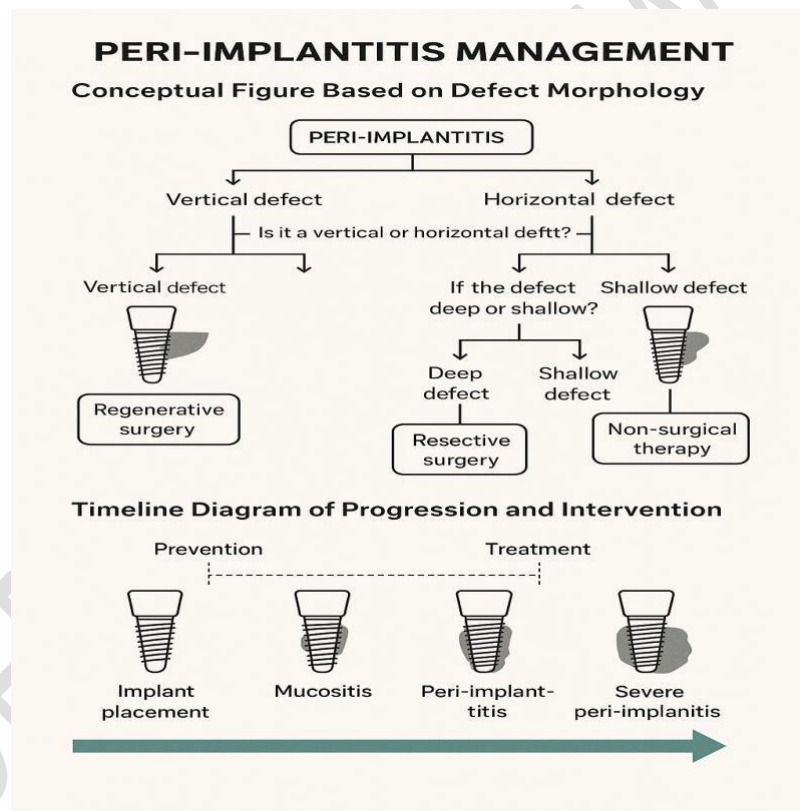 PERI–IMPLANTITIS MANAGEMENT
Conceptual Figure Based on Defect Morphology
PERI-IMPLANTITIS
Vertical defect
Horizontal defect
Is it a vertical or horizontal deftt?
Vertical defect
If the defect
deep or shallow?
Shallow defect
Deep
defect
Shallow
defect
Regenerative
surgery
Resective
surgery
Non-surgical
therapy
Timeline Diagram of Progression and Intervention
Prevention
Treatment
Implant
placement
Mucositis
Peri-implant-
titis
Severe
peri-implanitis